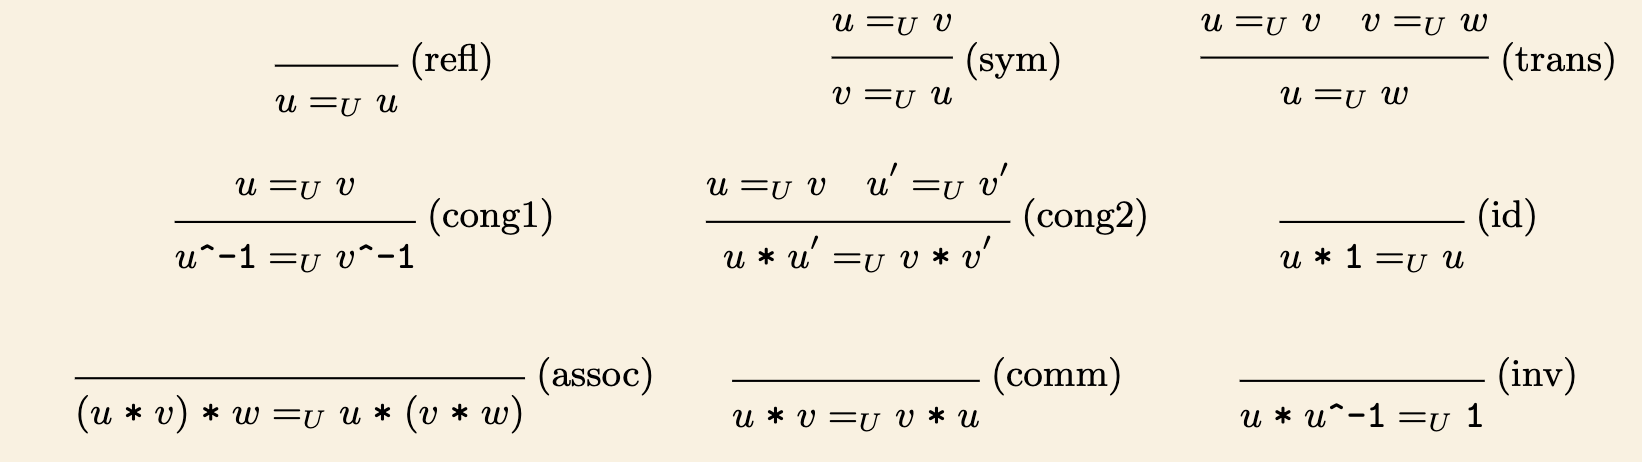 u =_U u (refl)
u =_U v
v =_U u (sym)
u =_U v v =_U w
u =_U w (trans)
u =_U v
u^-1 =_U v^-1 (cong1)
u =_U v u′ =_U v′
u * u′ =_U v * v′ (cong2)
u * 1 =_U u (id)
(u * v) * w =_U u * (v * w) (assoc)
u * v =_U v * u (comm)
u * u^-1 =_U 1 (inv)